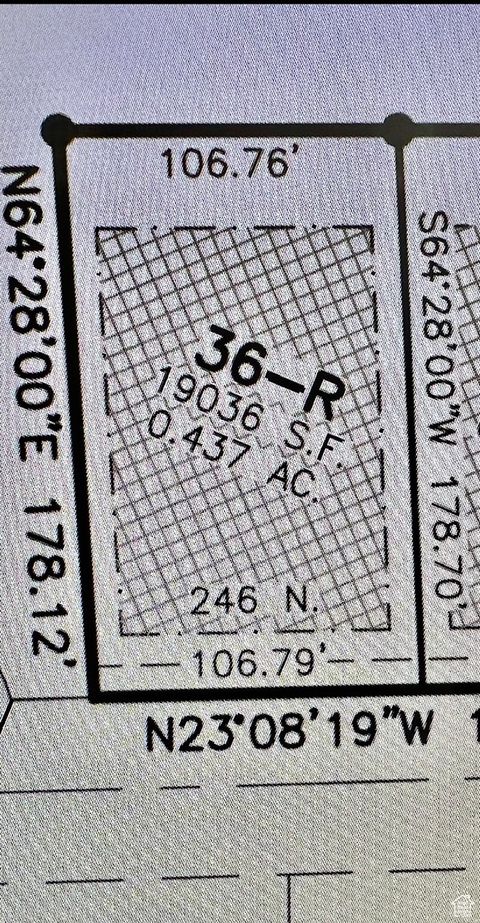 106.76'
N64°28'00"E 178.12'
S64°28'00"W 178.70'
36-R
19036 S.F.
0.437 AC.
246 N.
106.79'
N23°08'19"W 1